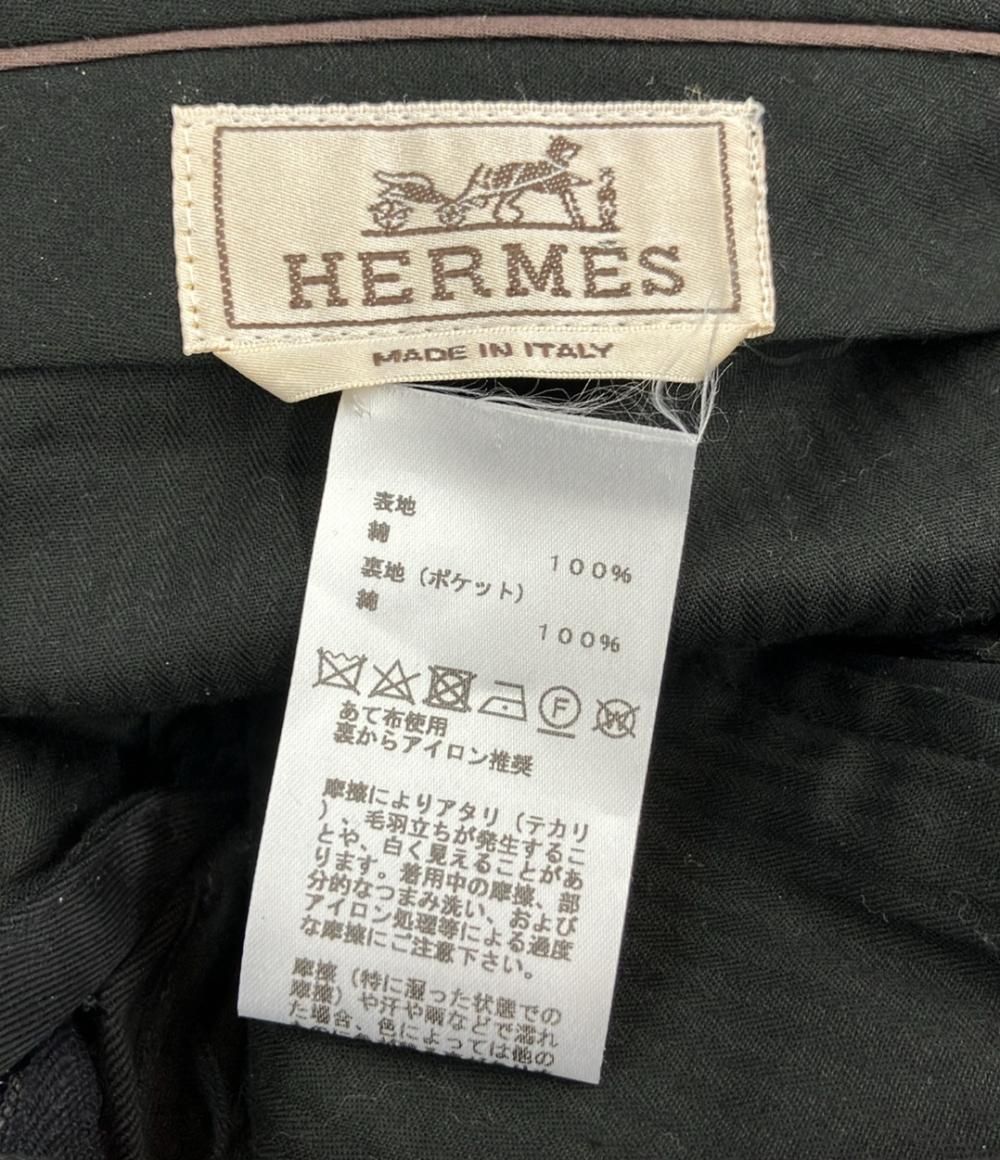 HERMÈS
MADE IN ITALY
表地
綿
100%
裏地（ポケット）
綿
100%
F
W
あて布使用
裏からアイロン推奨
摩擦によりアタリ（テカリ
）、毛羽立ちが発生するこ
とや、白く見えることがあ
ります。着用中の摩擦、部
分的なつまみ洗い、および
アイロン処理等による過度
な摩擦にご注意下さい。
摩擦（特に湿った状態での
摩擦）や汗や雨などで濡れ
た場合、色によっては他の